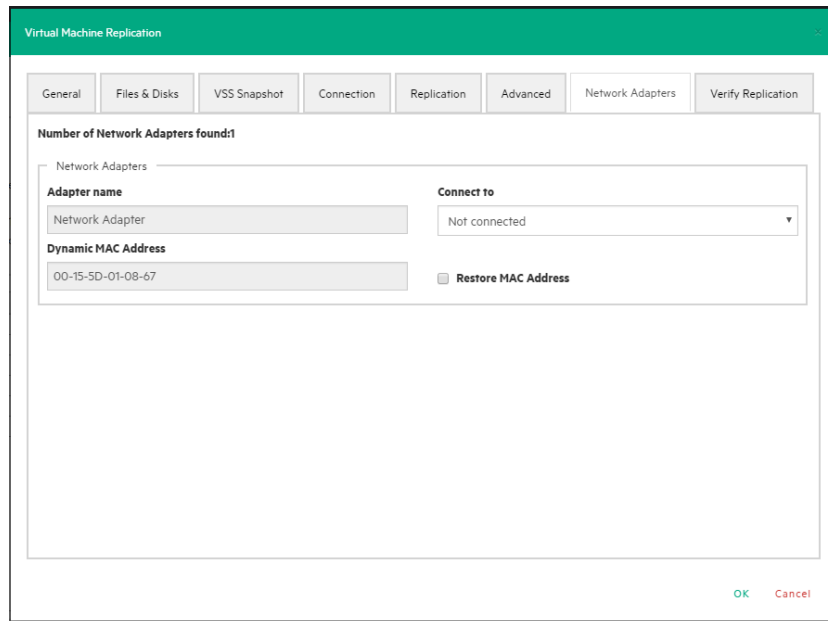 Virtual Machine Replication
General Files & Disks VSS Snapshot Connection Replication Advanced Network Adapters Verify Replication
Number of Network Adapters found:1
Network Adapters
Adapter name Connect to
Network Adapter Not connected
Dynamic MAC Address
00-15-5D-01-08-67 Restore MAC Address
OK Cancel